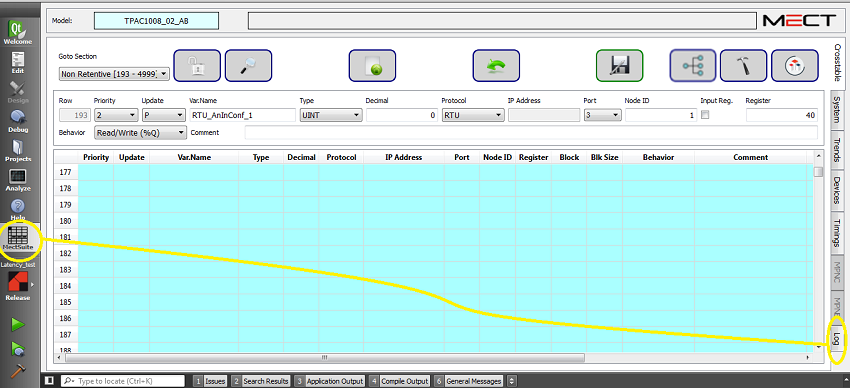 Qt
Welcome
Edit
Design
Debug
Projects
Analyze
Help
MectSuite
Latency_test
Release
Model:
TPAC1008_02_AB
MECT
Goto Section
Non Retentive [193 - 4999]
Row
Priority
Update
Var.Name
Type
Decimal
Protocol
IP Address
Port
Node ID
Input Reg.
Register
193
2
P
RTU_AnInConf_1
UINT
0
RTU
3
1
40
Behavior
Read/Write (%Q)
Comment
Priority Update Var.Name Type Decimal Protocol IP Address Port Node ID Register Block Blk Size Behavior Comment
177
178
179
180
181
182
183
184
185
186
187
188
Crosstable
System
Trends
Devices
Timings
MPNC
MPNE
Log
Type to locate (Ctrl+K)
1 Issues
2 Search Results
3 Application Output
4 Compile Output
6 General Messages